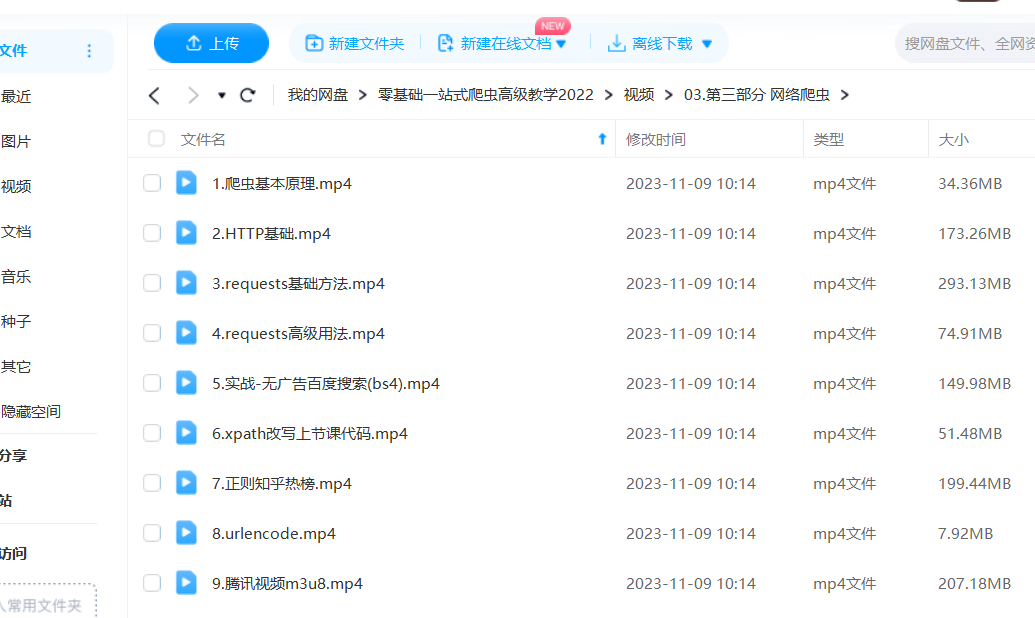 上传
新建文件夹
新建在线文档
NEW
离线下载
搜网盘文件、全网资
文件
最近
图片
视频
文档
音乐
种子
其它
隐藏空间
分享
站
访问
入常用文件夹
我的网盘 > 零基础一站式爬虫高级教学2022 > 视频 > 03.第三部分 网络爬虫 >
文件名 修改时间 类型 大小
1.爬虫基本原理.mp4 2023-11-09 10:14 mp4文件 34.36MB
2.HTTP基础.mp4 2023-11-09 10:14 mp4文件 173.26MB
3.requests基础方法.mp4 2023-11-09 10:14 mp4文件 293.13MB
4.requests高级用法.mp4 2023-11-09 10:14 mp4文件 74.91MB
5.实战-无广告百度搜索(bs4).mp4 2023-11-09 10:14 mp4文件 149.98MB
6.xpath改写上节课代码.mp4 2023-11-09 10:14 mp4文件 51.48MB
7.正则知乎热榜.mp4 2023-11-09 10:14 mp4文件 199.44MB
8.urlencode.mp4 2023-11-09 10:14 mp4文件 7.92MB
9.腾讯视频m3u8.mp4 2023-11-09 10:14 mp4文件 207.18MB